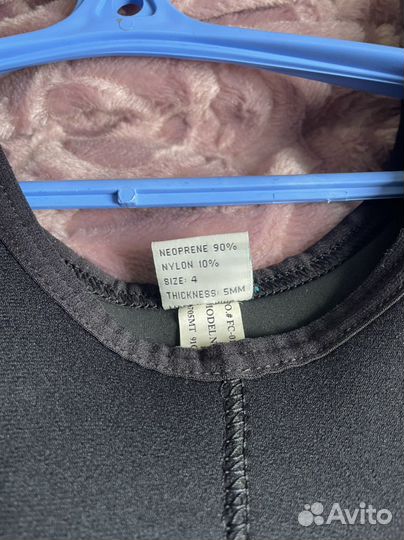 NEOPRENE 90%
NYLON 10%
SIZE: 4
THICKNESS: 5MM
Avito